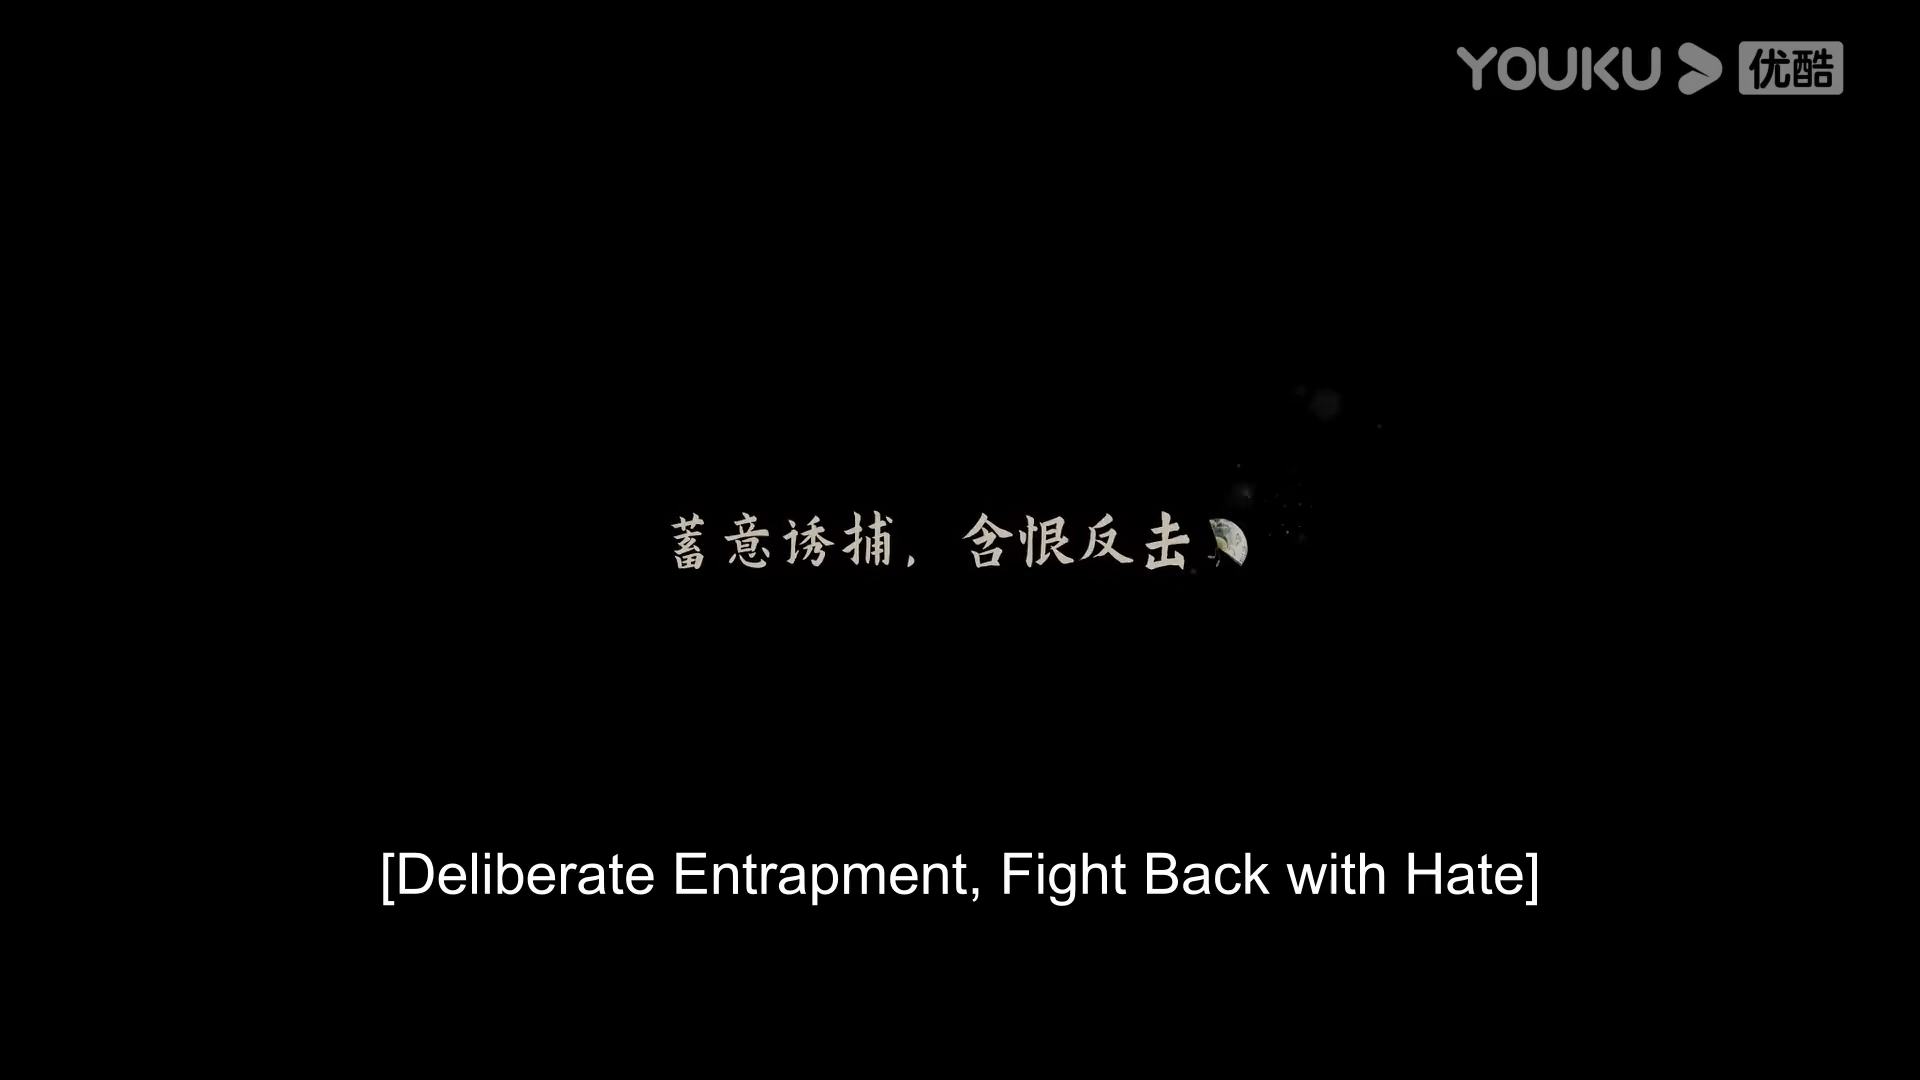 YOUKU 优酷
蓄意诱捕，含恨反击
[Deliberate Entrapment, Fight Back with Hate]